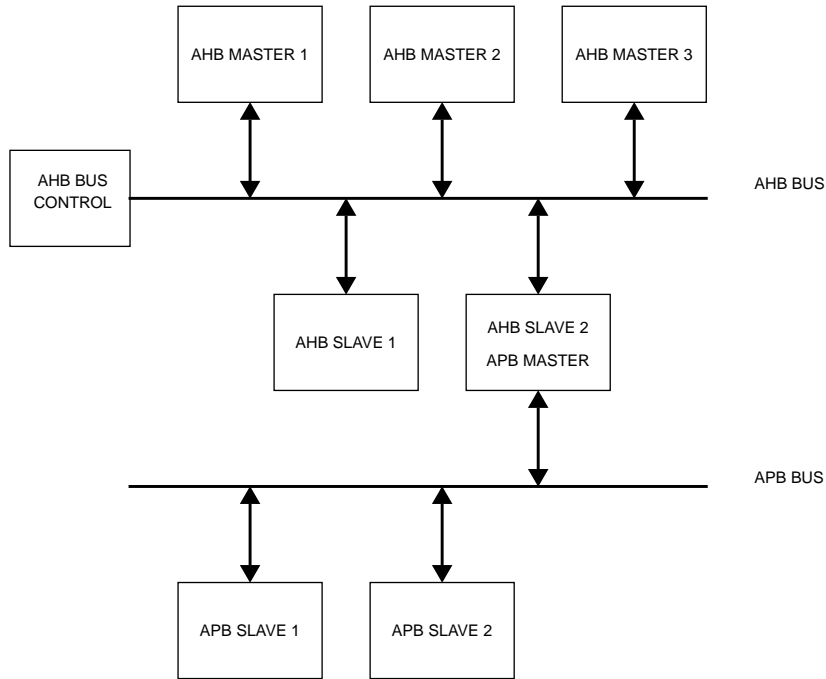 AHB MASTER 1
AHB MASTER 2
AHB MASTER 3
AHB BUS
CONTROL
AHB BUS
AHB SLAVE 1
AHB SLAVE 2
APB MASTER
APB BUS
APB SLAVE 1
APB SLAVE 2